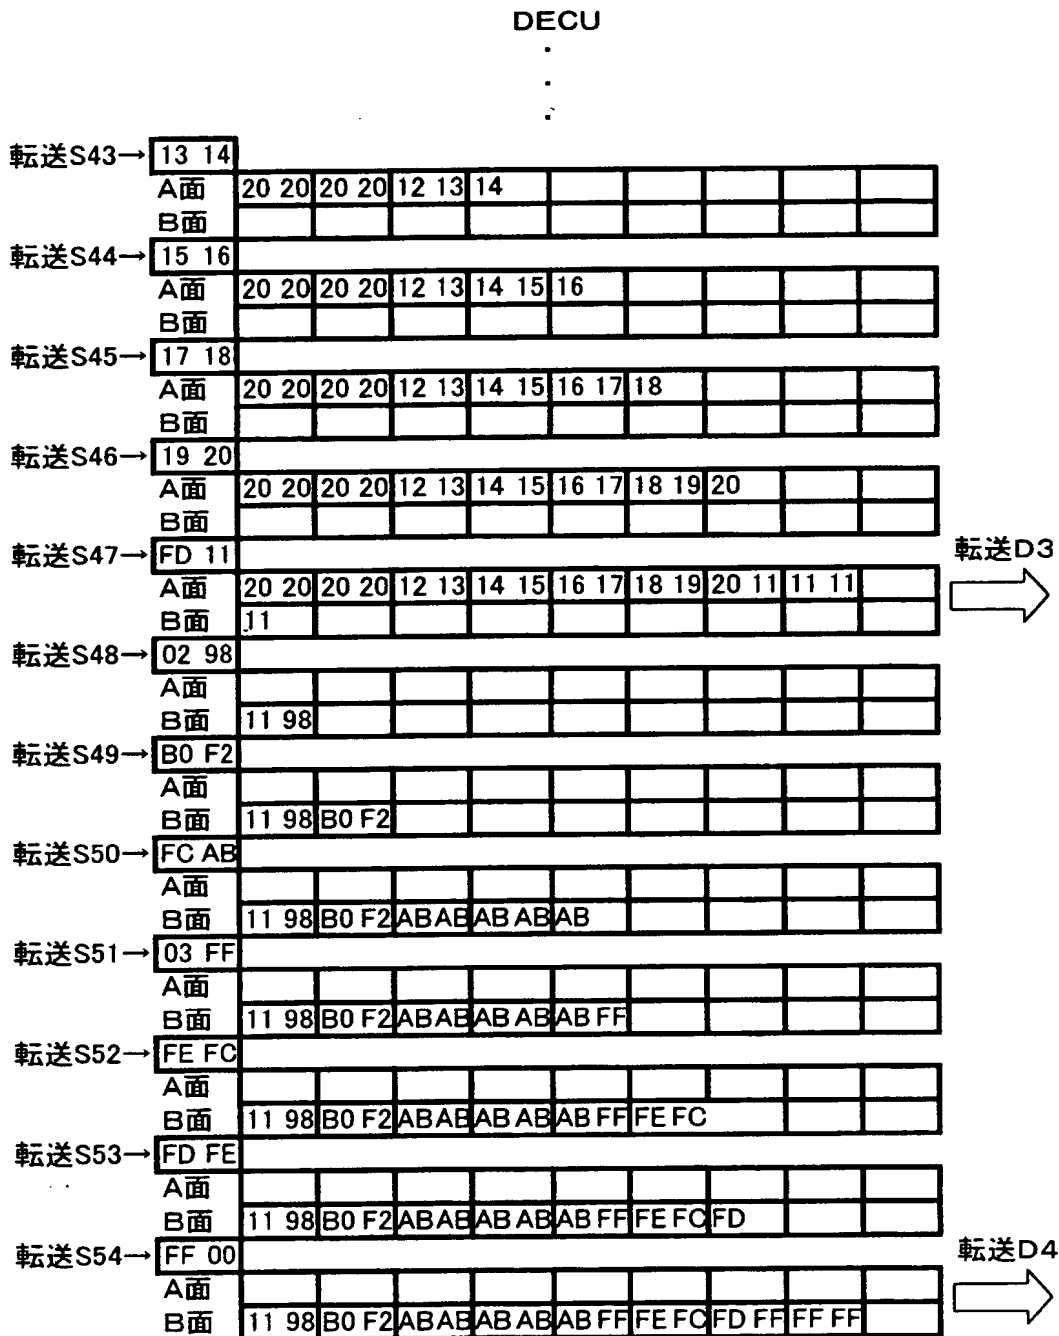 DECU
転送S43→ 13 14
A面 20 20 20 20 12 13 14
B面
転送S44→ 15 16
A面 20 20 20 20 12 13 14 15 16
B面
転送S45→ 17 18
A面 20 20 20 20 12 13 14 15 16 17 18
B面
転送S46→ 19 20
A面 20 20 20 20 12 13 14 15 16 17 18 19 20
B面
転送S47→ FD 11 転送D3
A面 20 20 20 20 12 13 14 15 16 17 18 19 20 11 11 11
B面 11
転送S48→ 02 98
A面
B面 11 98
転送S49→ B0 F2
A面
B面 11 98 B0 F2
転送S50→ FC AB
A面
B面 11 98 B0 F2 AB AB AB AB AB
転送S51→ 03 FF
A面
B面 11 98 B0 F2 AB AB AB AB AB FF
転送S52→ FE FC
A面
B面 11 98 B0 F2 AB AB AB AB AB FF FE FC
転送S53→ FD FE
A面
B面 11 98 B0 F2 AB AB AB AB AB FF FE FC FD
転送S54→ FF 00 転送D4
A面
B面 11 98 B0 F2 AB AB AB AB AB FF FE FC FD FF FF FF